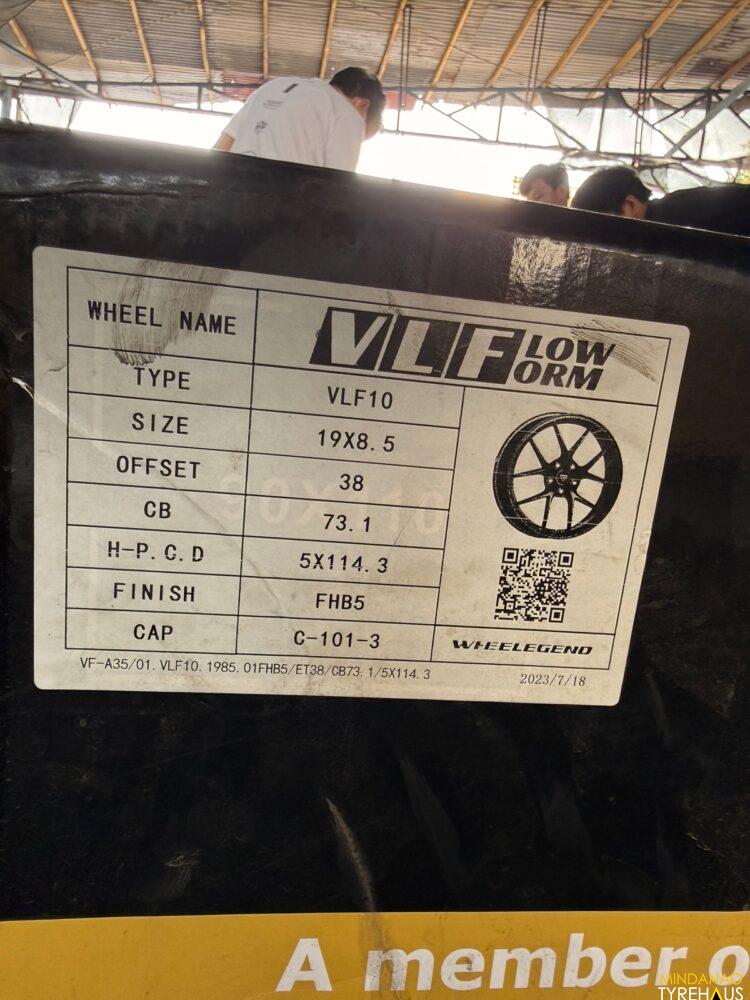 WHEEL NAME VLF LOW FORM
TYPE VLF10
SIZE 19X8.5
OFFSET 38
CB 73.1
H-P.C.D 5X114.3
FINISH FHB5
CAP C-101-3
WHEELEGEND
VF-A35/01. VLF10. 1985. 01FHB5/ET38/CB73. 1/5X114. 3
2023/7/18
A member o
MINDANAO
TYREHAUS